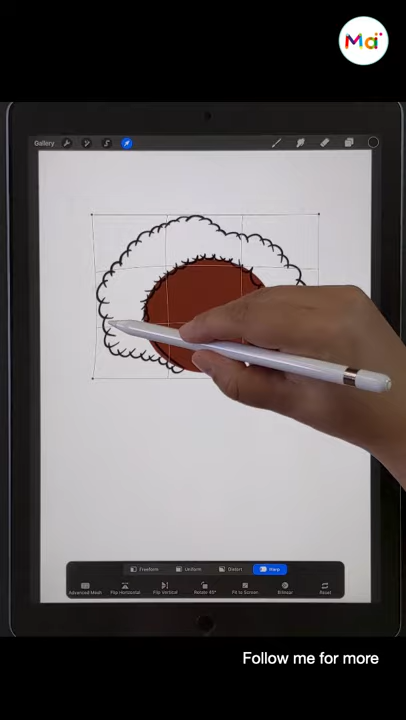 Ma
Gallery
Freeform
Uniform
Distort
Warp
Advanced Mesh
Flip Horizontal
Flip Vertical
Rotate 45°
Fit to Screen
Bilinear
Reset
Follow me for more